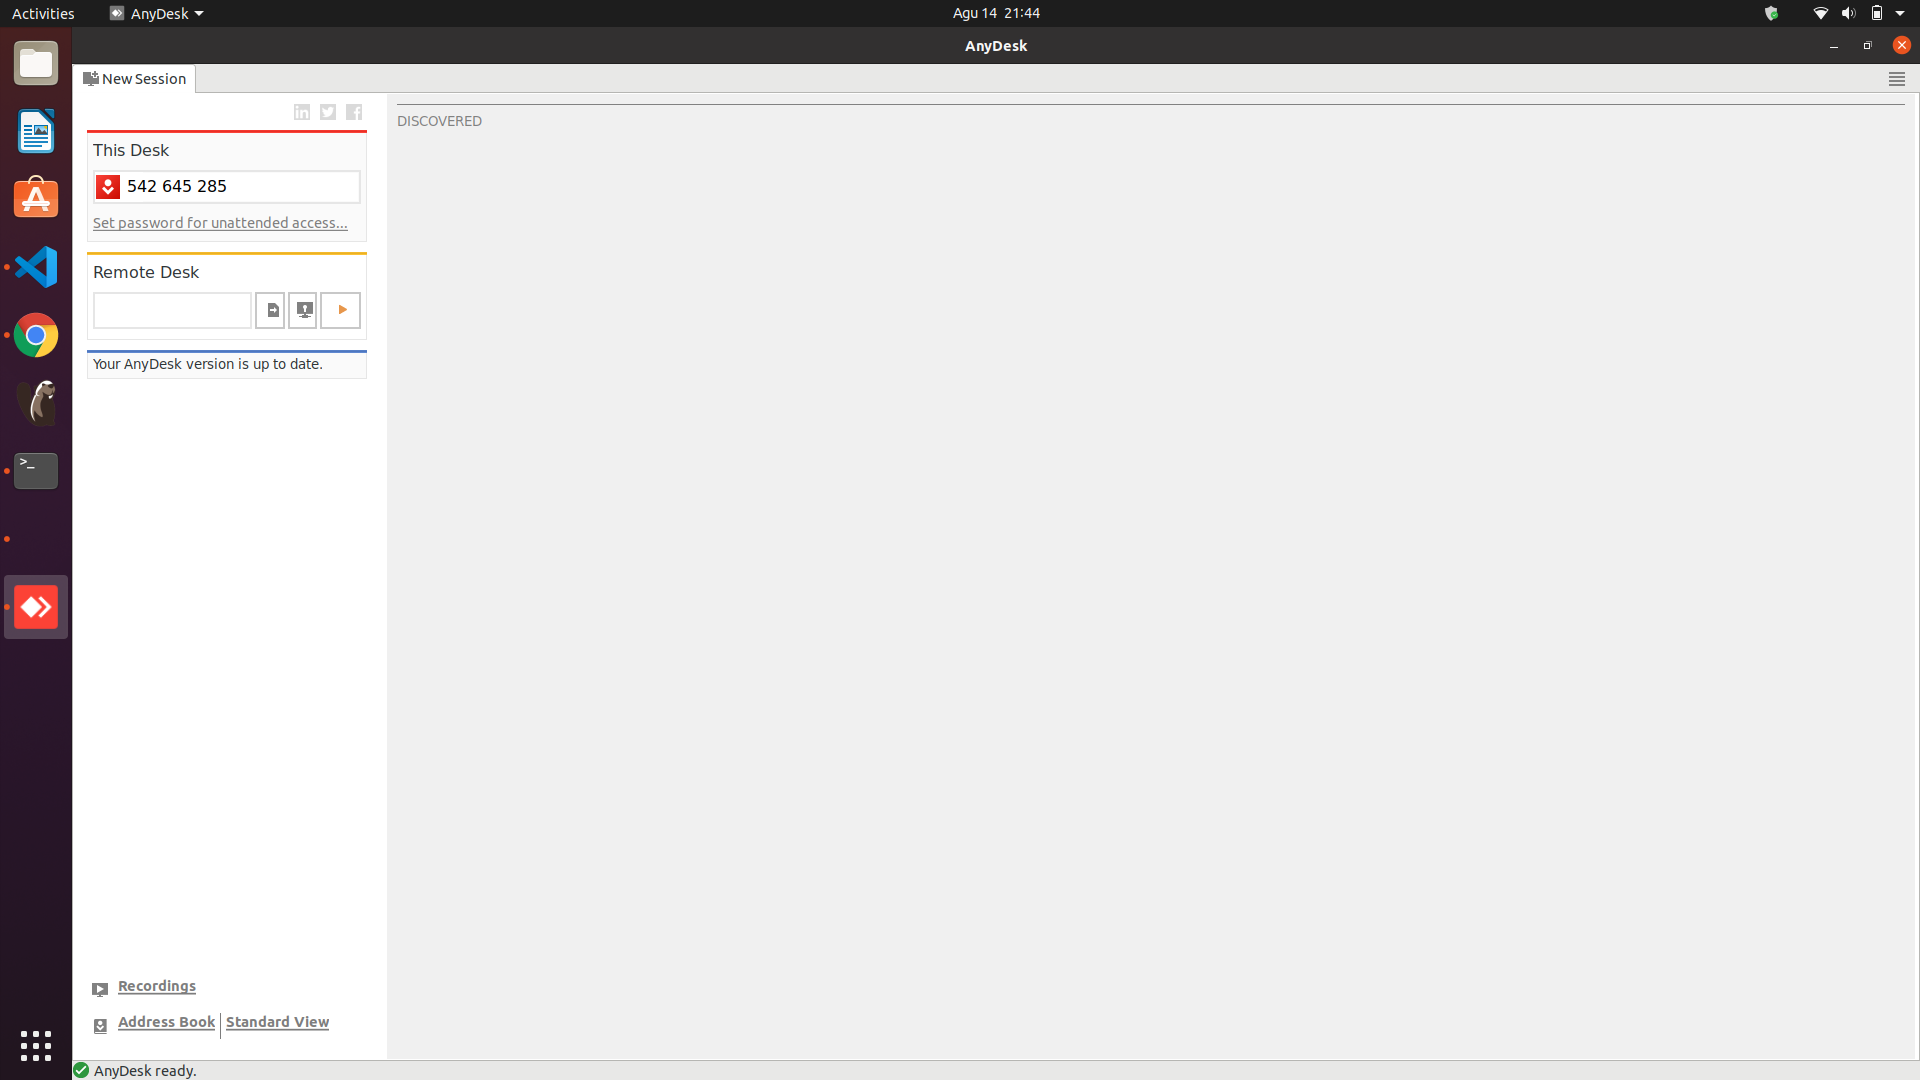 Activities
AnyDesk
Agu 14 21:44
AnyDesk
New Session
DISCOVERED
This Desk
542 645 285
Set password for unattended access...
Remote Desk
Your AnyDesk version is up to date.
Recordings
Address Book
Standard View
AnyDesk ready.